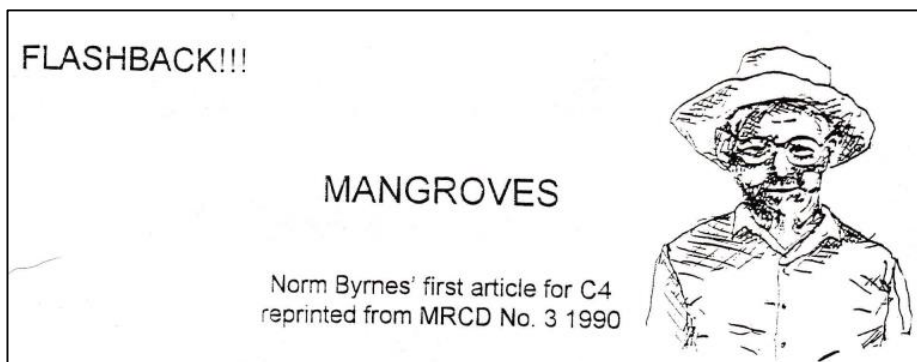 FLASHBACK!!!
MANGROVES
Norm Byrnes' first article for C4
reprinted from MRCD No. 3 1990